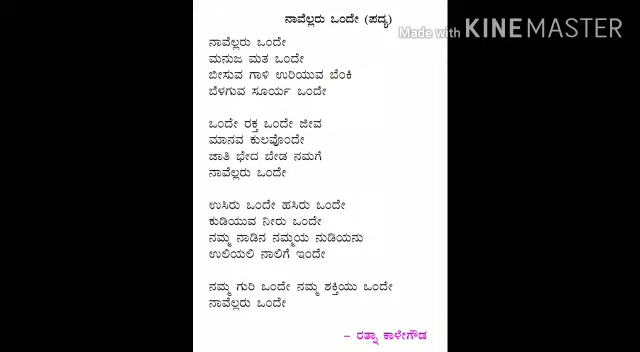 ನಾವೆಲ್ಲರು ಒಂದೇ (ಪದ್ಯ)
Made with KINEMASTER
ನಾವೆಲ್ಲರು ಒಂದೇ
ಮನುಜ ಮತ ಒಂದೇ
ಬೀಸುವ ಗಾಳಿ ಉರಿಯುವ ಬೆಂಕಿ
ಬೆಳಗುವ ಸೂರ್ಯ ಒಂದೇ
ಒಂದೇ ರಕ್ತ ಒಂದೇ ಜೀವ
ಮಾನವ ಕುಲವೊಂದೇ
ಜಾತಿ ಭೇದ ಬೇಡ ನಮಗೆ
ನಾವೆಲ್ಲರು ಒಂದೇ
ಉಸಿರು ಒಂದೇ ಹಸಿರು ಒಂದೇ
ಕುಡಿಯುವ ನೀರು ಒಂದೇ
ನಮ್ಮ ನಾಡಿನ ನಮ್ಮಯ ನುಡಿಯನು
ಉಲಿಯಲಿ ನಾಲಿಗೆ ಇಂದೇ
ನಮ್ಮ ಗುರಿ ಒಂದೇ ನಮ್ಮ ಶಕ್ತಿಯು ಒಂದೇ
ನಾವೆಲ್ಲರು ಒಂದೇ
– ರತ್ನಾ ಕಾಳೇಗೌಡ